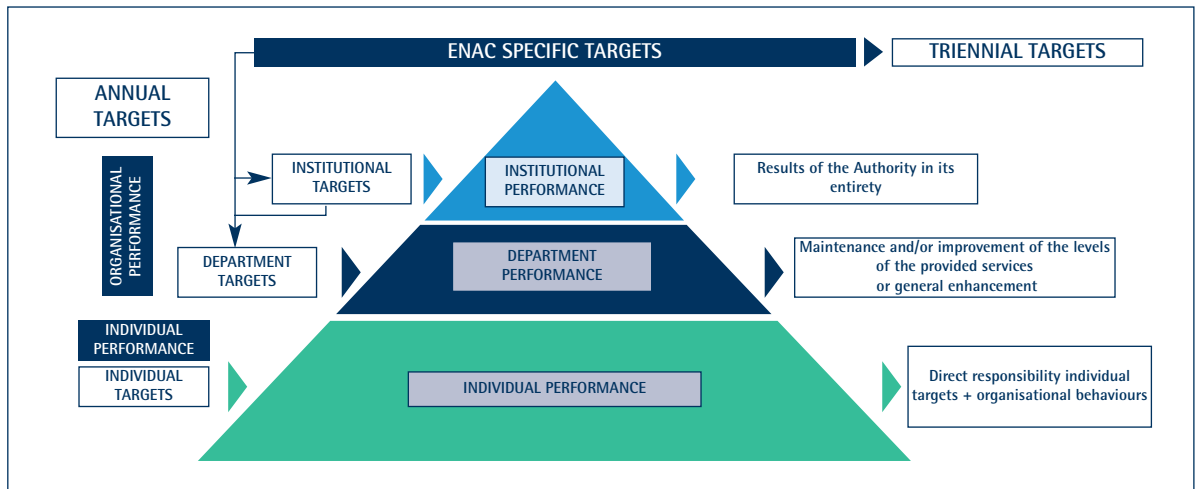 ENAC SPECIFIC TARGETS
TRIENNIAL TARGETS
ANNUAL
TARGETS
ORGANISATIONAL
PERFORMANCE
INSTITUTIONAL
TARGETS
INSTITUTIONAL
PERFORMANCE
Results of the Authority in its
entirety
DEPARTMENT
TARGETS
DEPARTMENT
PERFORMANCE
Maintenance and/or improvement of the levels
of the provided services
or general enhancement
INDIVIDUAL
PERFORMANCE
INDIVIDUAL
TARGETS
INDIVIDUAL PERFORMANCE
Direct responsibility individual
targets + organisational behaviours